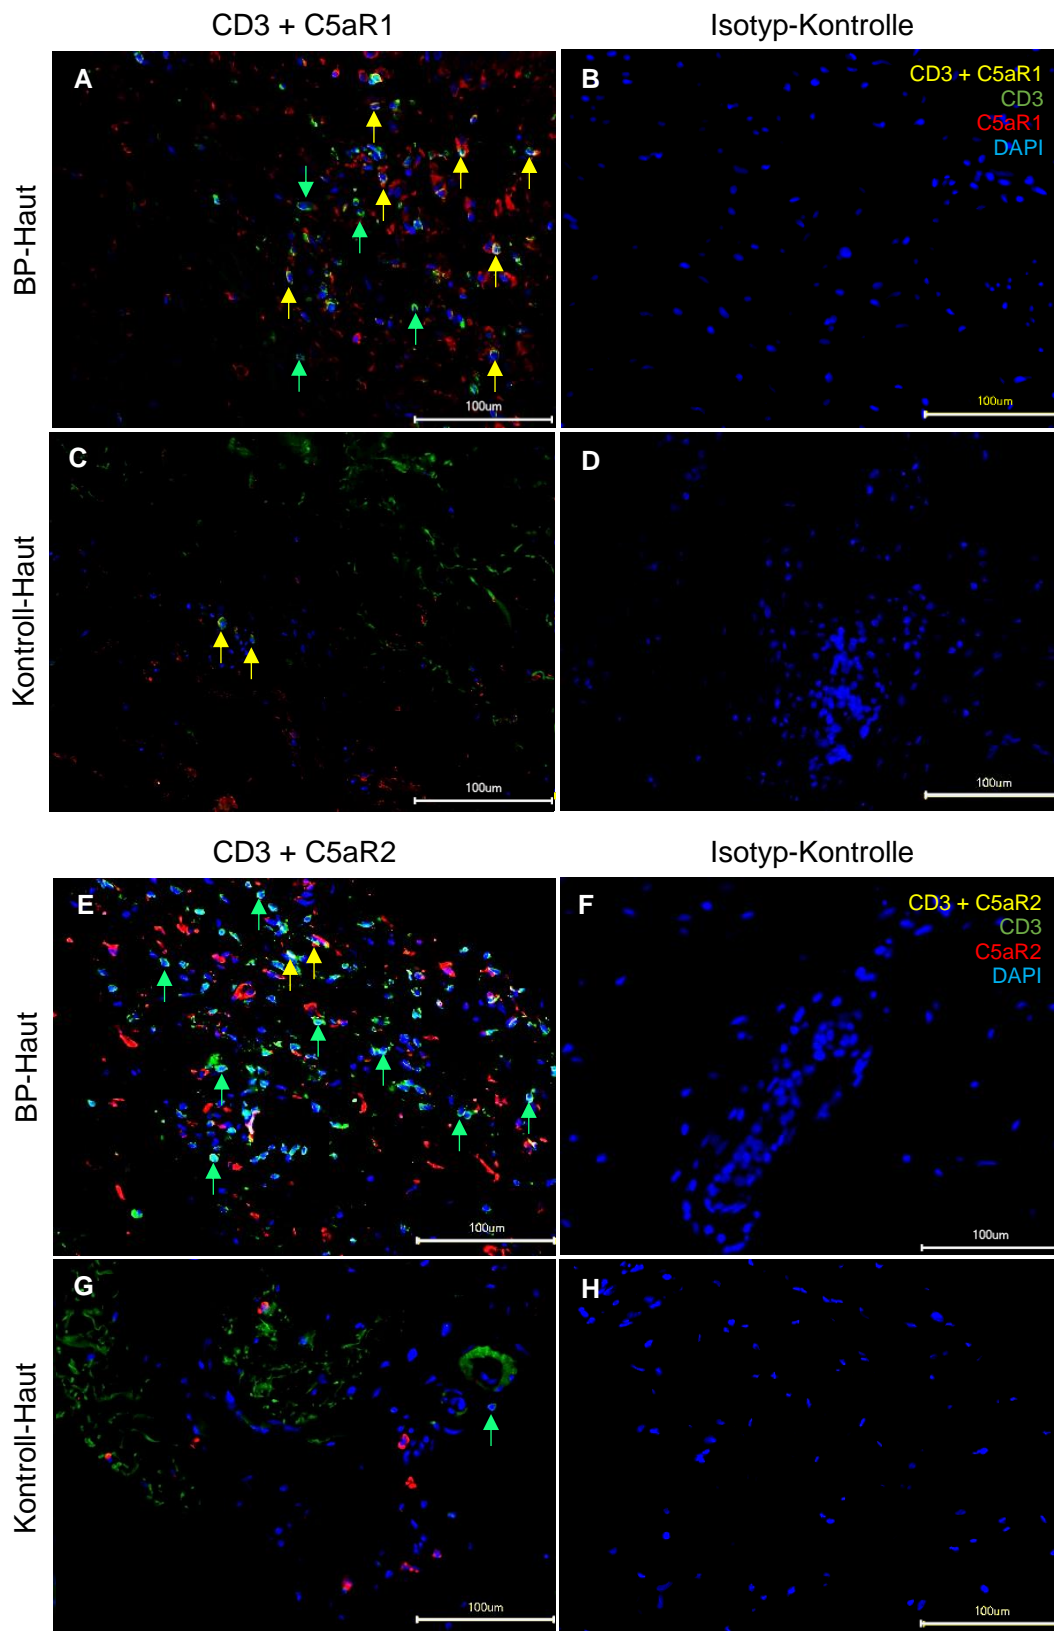 CD3 + C5aR1
Isotyp-Kontrolle
BP-Haut
A
100um
B
CD3 + C5aR1
CD3
C5aR1
DAPI
100um
Kontroll-Haut
C
100um
D
100um
CD3 + C5aR2
Isotyp-Kontrolle
BP-Haut
E
100um
F
CD3 + C5aR2
CD3
C5aR2
DAPI
100um
Kontroll-Haut
G
100um
H
100um